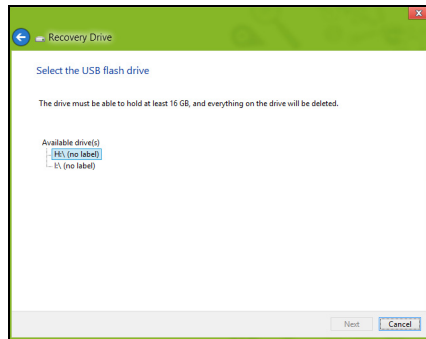 Recovery Drive
Select the USB flash drive
The drive must be able to hold at least 16 GB, and everything on the drive will be deleted.
Available drive(s)
H:\ (no label)
I:\ (no label)
Next
Cancel